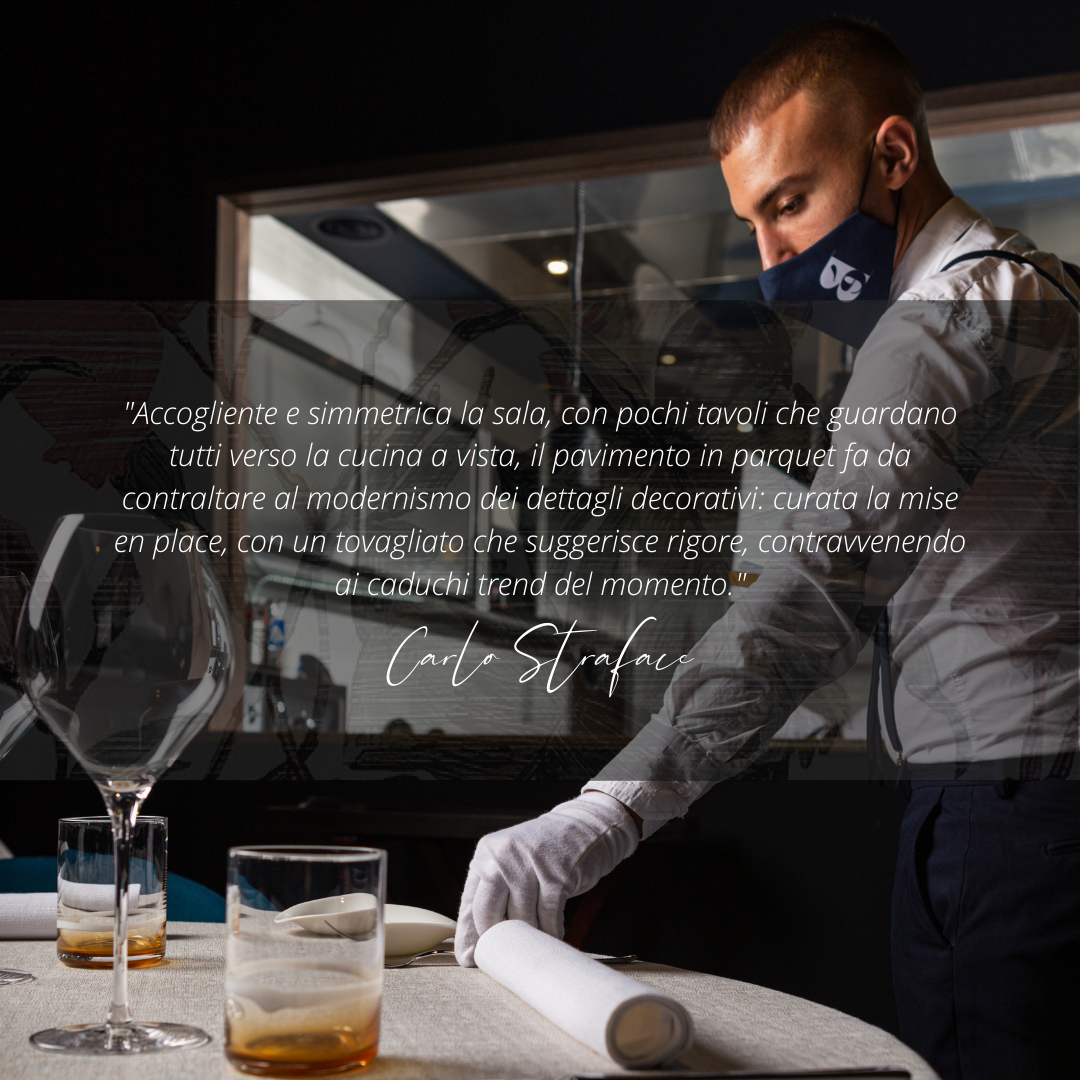 "Accogliente e simmetrica la sala, con pochi tavoli che guardano
tutti verso la cucina a vista, il pavimento in parquet fa da
contraltare al modernismo dei dettagli decorativi: curata la mise
en place, con un tovagliato che suggerisce rigore, contravvenendo
ai caduchi trend del momento."
Carlo Straface